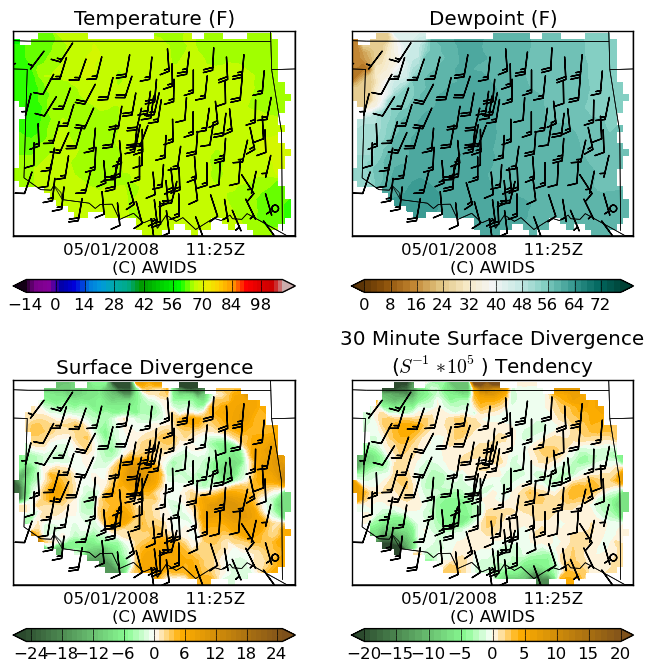 Temperature (F)
Dewpoint (F)
05/01/2008 11:25Z
(C) AWIDS
05/01/2008 11:25Z
(C) AWIDS
−14 0 14 28 42 56 70 84 98
0 8 16 24 32 40 48 56 64 72
Surface Divergence
30 Minute Surface Divergence
(S⁻¹ *10⁵ ) Tendency
05/01/2008 11:25Z
(C) AWIDS
05/01/2008 11:25Z
(C) AWIDS
−24 −18 −12 −6 0 6 12 18 24
−20 −15 −10 −5 0 5 10 15 20